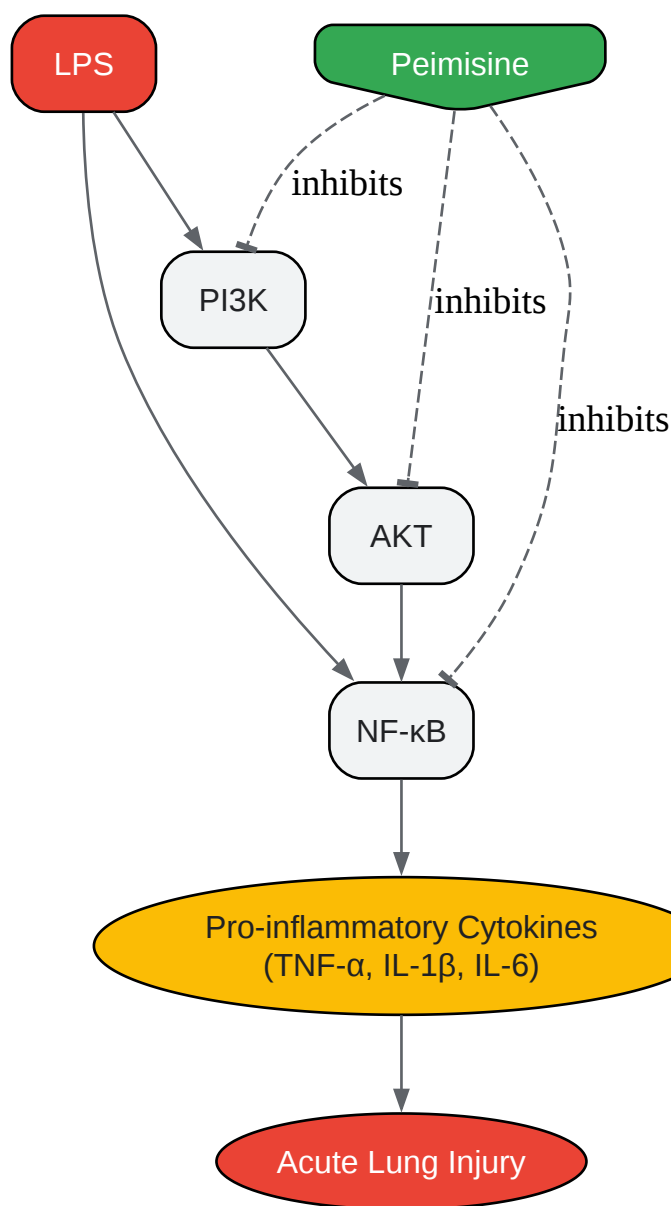 LPS
Peimisine
inhibits
PI3K
inhibits
inhibits
AKT
NF-κB
Pro-inflammatory Cytokines
(TNF-α, IL-1β, IL-6)
Acute Lung Injury